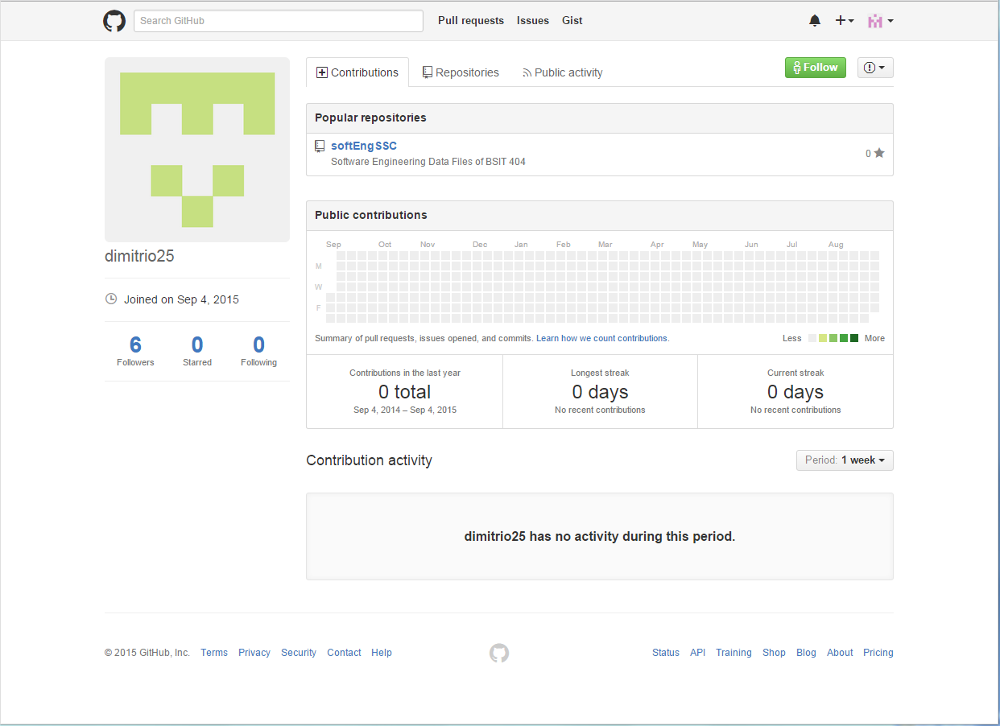 Search GitHub Pull requests Issues Gist
Contributions Repositories Public activity Follow
Popular repositories
softEngSSC
Software Engineering Data Files of BSIT 404
0
Public contributions
Sep Oct Nov Dec Jan Feb Mar Apr May Jun Jul Aug
M
W
F
Summary of pull requests, issues opened, and commits. Learn how we count contributions. Less More
dimitrio25
Joined on Sep 4, 2015
6 0 0
Followers Starred Following
Contributions in the last year Longest streak Current streak
0 total 0 days 0 days
Sep 4, 2014 – Sep 4, 2015 No recent contributions No recent contributions
Contribution activity Period: 1 week
dimitrio25 has no activity during this period.
© 2015 GitHub, Inc. Terms Privacy Security Contact Help Status API Training Shop Blog About Pricing